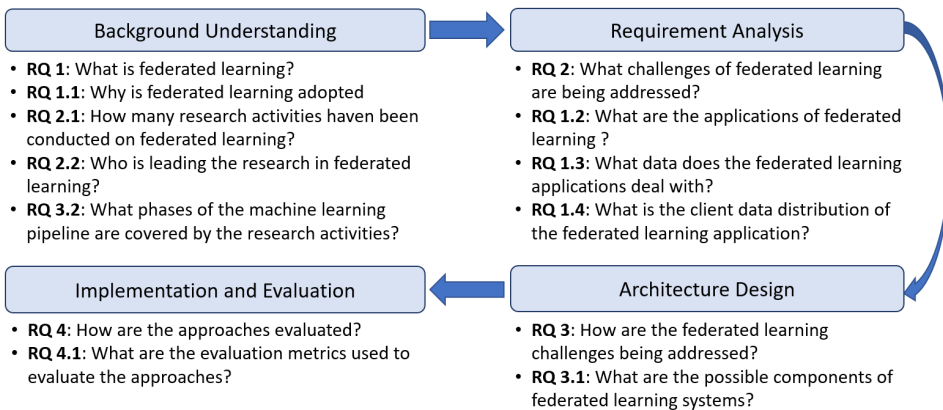 Background Understanding
• RQ 1: What is federated learning?
• RQ 1.1: Why is federated learning adopted
• RQ 2.1: How many research activities haven been
conducted on federated learning?
• RQ 2.2: Who is leading the research in federated
learning?
• RQ 3.2: What phases of the machine learning
pipeline are covered by the research activities?
Requirement Analysis
• RQ 2: What challenges of federated learning
are being addressed?
• RQ 1.2: What are the applications of federated
learning ?
• RQ 1.3: What data does the federated learning
applications deal with?
• RQ 1.4: What is the client data distribution of
the federated learning application?
Architecture Design
• RQ 3: How are the federated learning
challenges being addressed?
• RQ 3.1: What are the possible components of
federated learning systems?
Implementation and Evaluation
• RQ 4: How are the approaches evaluated?
• RQ 4.1: What are the evaluation metrics used to
evaluate the approaches?